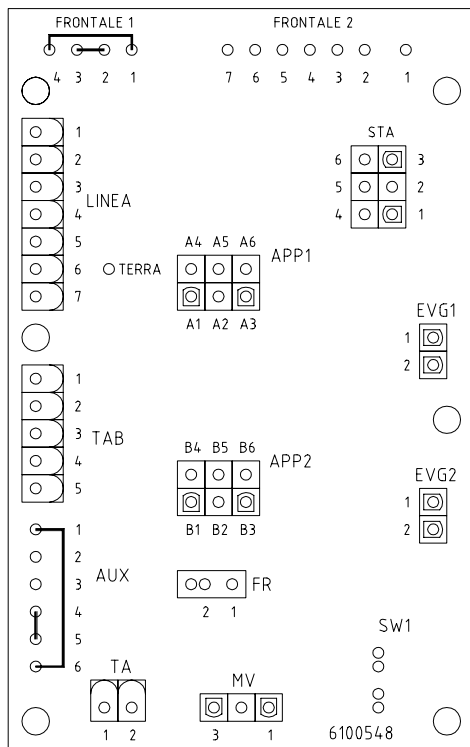 FRONTALE 1 FRONTALE 2
4 3 2 1 7 6 5 4 3 2 1
STA
6 3
5 2
4 1
1
2
3
4
5
6
7
LINEA
TERRA
A4 A5 A6
APP1
A1 A2 A3
EVG1
1
2
1
2
3
4
5
TAB
B4 B5 B6
APP2
B1 B2 B3
EVG2
1
2
1
2
3
4
5
6
AUX
FR
2 1
SW1
TA
1 2
MV
3 1
6100548